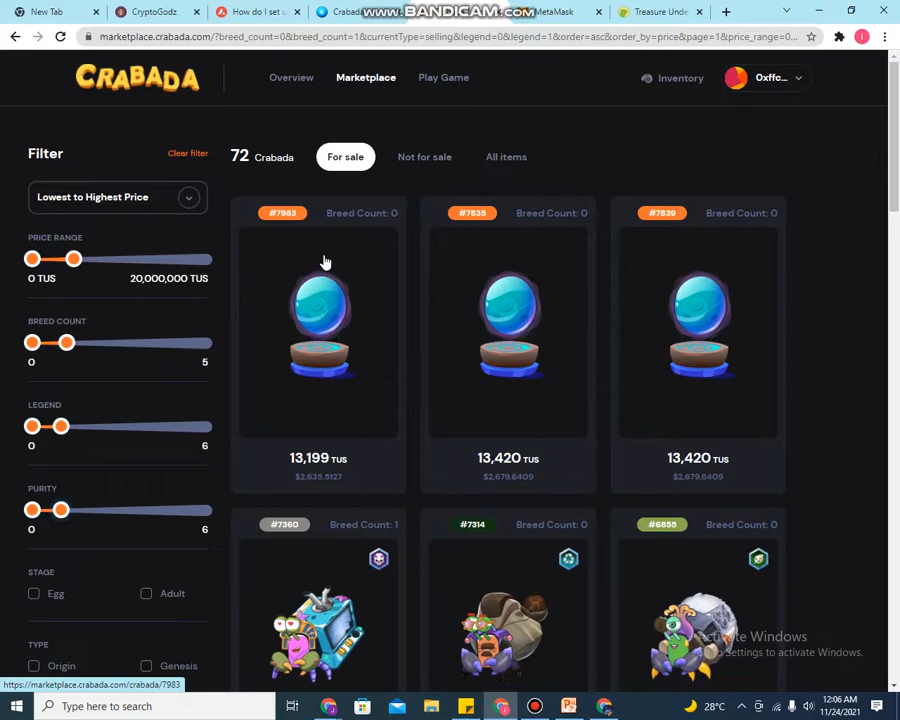 New Tab
CryptoGodz
How do I set u
Crabada
www.BANDICAM.com
MetaMask
Treasure Unde
marketplace.crabada.com/?breed_count=0&breed_count=1&currentType=selling&legend=0&legend=1&order=asc&order_by=price&page=1&price_range=0...
CRABADA
Overview
Marketplace
Play Game
Inventory
0xffc...
Filter
Clear filter
72 Crabada
For sale
Not for sale
All items
Lowest to Highest Price
PRICE RANGE
0 TUS
20,000,000 TUS
BREED COUNT
0
5
LEGEND
0
6
PURITY
0
6
STAGE
Egg
Adult
TYPE
Origin
Genesis
#7983
Breed Count: 0
13,199 TUS
$2,635.5127
#7835
Breed Count: 0
13,420 TUS
$2,679.6409
#7839
Breed Count: 0
13,420 TUS
$2,679.6409
#7360
Breed Count: 1
#7314
Breed Count: 0
#6855
Breed Count: 0
Activate Windows
Go to Settings to activate Windows.
https://marketplace.crabada.com/crabada/7983
Type here to search
28°C
12:06 AM
11/24/2021